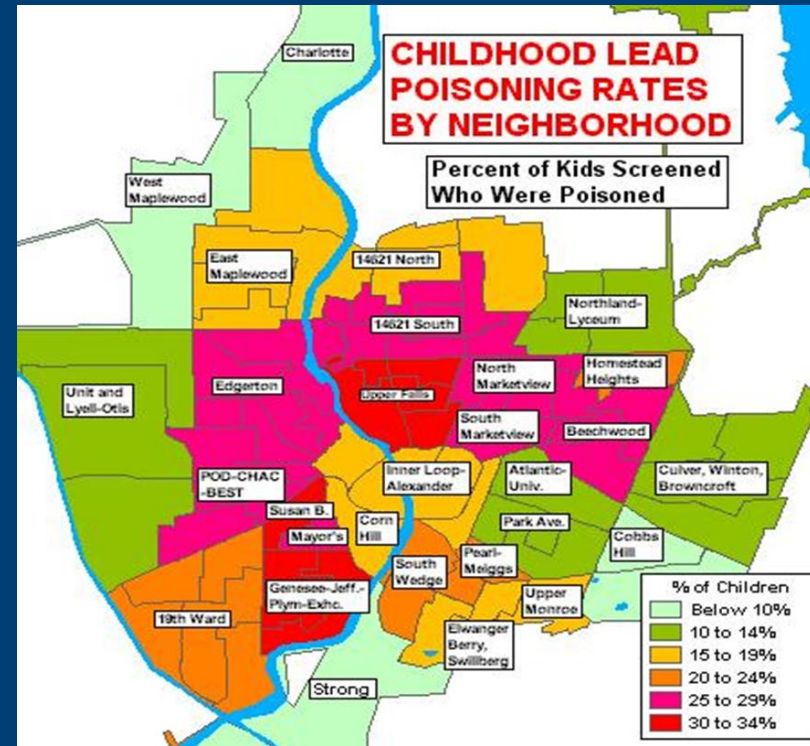 CHILDHOOD LEAD
POISONING RATES
BY NEIGHBORHOOD
Percent of Kids Screened
Who Were Poisoned
Charlotte
West
Maplewood
East
Maplewood
14621 North
14621 South
Northland-
Lyceum
Homestead
Heights
North
Marketview
Edgerton
Upper Falls
Unit and
Lyell-Otis
South
Marketview
Beechwood
POD-CHAC
-BEST
Inner Loop-
Alexander
Atlantic-
Univ.
Culver, Winton,
Browncroft
Susan B.
Mayor's
Corn
Hill
Park Ave.
Cobbs
Hill
South
Wedge
Pearl-
Meiggs
Genesee-Jeff.-
Plym-Exhc.
19th Ward
Upper
Monroe
Elwanger
Berry,
Swillberg
Strong
% of Children
Below 10%
10 to 14%
15 to 19%
20 to 24%
25 to 29%
30 to 34%